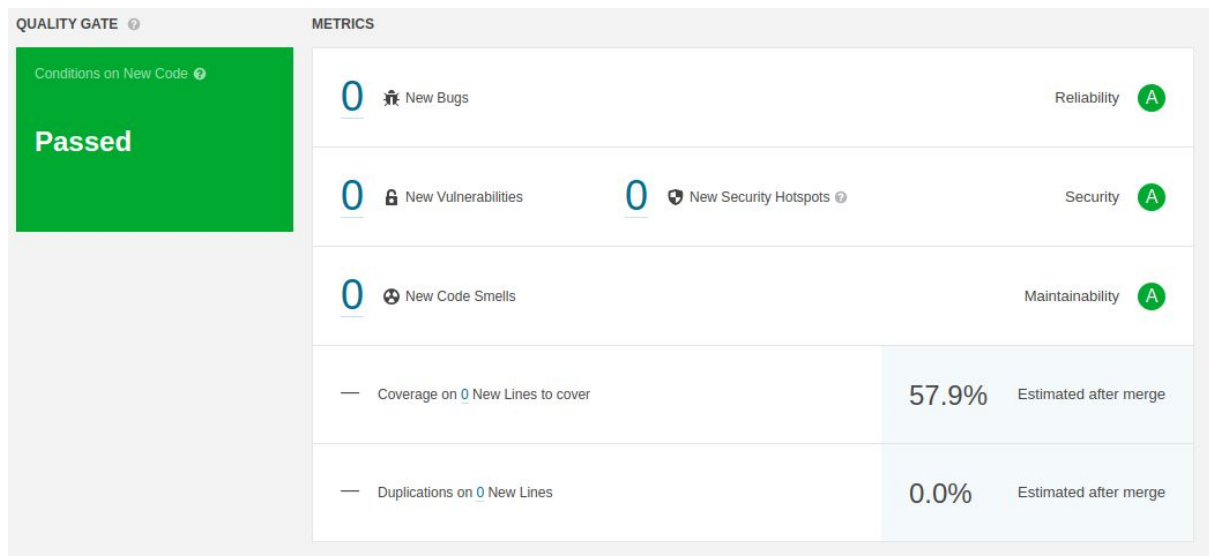 QUALITY GATE
METRICS
Conditions on New Code
Passed
0 New Bugs
Reliability A
0 New Vulnerabilities
0 New Security Hotspots
Security A
0 New Code Smells
Maintainability A
— Coverage on 0 New Lines to cover
57.9% Estimated after merge
— Duplications on 0 New Lines
0.0% Estimated after merge